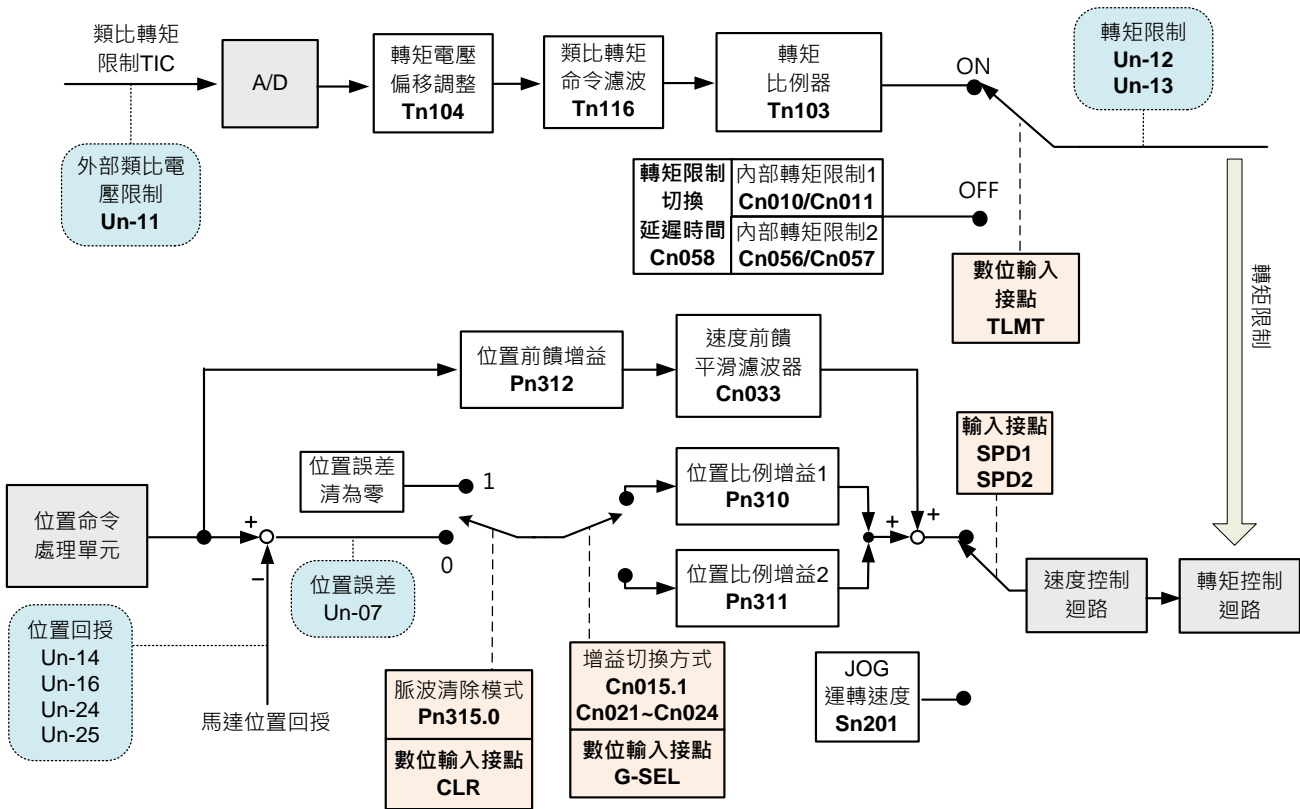 類比轉矩
限制TIC
A/D
轉矩電壓
偏移調整
Tn104
類比轉矩
命令濾波
Tn116
轉矩
比例器
Tn103
ON
轉矩限制
Un-12
Un-13
外部類比電
壓限制
Un-11
轉矩限制
切換
延遲時間
Cn058
內部轉矩限制1
Cn010/Cn011
內部轉矩限制2
Cn056/Cn057
OFF
數位輸入
接點
TLMT
轉矩限制
位置前饋增益
Pn312
速度前饋
平滑濾波器
Cn033
輸入接點
SPD1
SPD2
位置誤差
清為零
1
位置比例增益1
Pn310
位置命令
處理單元
+
−
0
位置誤差
Un-07
位置比例增益2
Pn311
+
+
速度控制
迴路
轉矩控制
迴路
位置回授
Un-14
Un-16
Un-24
Un-25
馬達位置回授
脈波清除模式
Pn315.0
數位輸入接點
CLR
增益切換方式
Cn015.1
Cn021~Cn024
數位輸入接點
G-SEL
JOG
運轉速度
Sn201